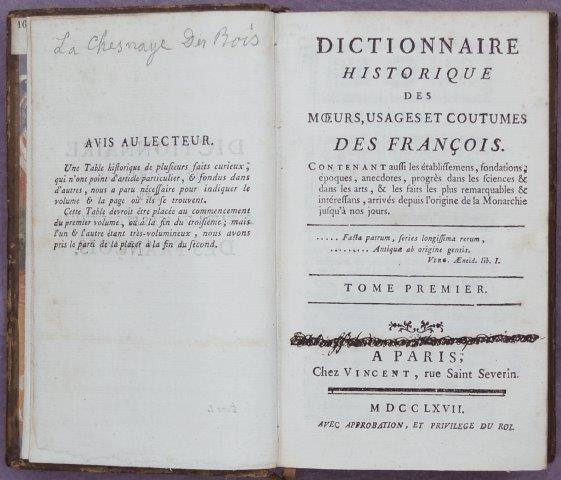 16
La Chesnaye Des Bois
AVIS AU LECTEUR.
Une Table historique de plusieurs faits curieux,
qui n'ont point d'article particulier, & fondus dans
d'autres, nous a paru nécessaire pour indiquer le
volume & la page où ils se trouvent.
Cette Table devroit être placée au commencement
du premier volume, ou à la fin du troisieme; mais
l'un & l'autre étant très-volumineux, nous avons
pris le parti de la placer à la fin du second.
DICTIONNAIRE
HISTORIQUE
DES
MŒURS, USAGES ET COUTUMES
DES FRANÇOIS.
CONTENANT aussi les établissemens, fondations,
époques, anecdotes, progrès dans les sciences &
dans les arts, & les faits les plus remarquables &
intéressans, arrivés depuis l'origine de la Monarchie
jusqu'à nos jours.
..... Facta patrum, series longissima rerum,
........ Antiquæ ab origine gentis.
VIRG. Æneid. lib. I.
TOME PREMIER.
A PARIS,
Chez VINCENT, rue Saint Severin.
M DCC LXVII.
AVEC APPROBATION, ET PRIVILEGE DU ROI.